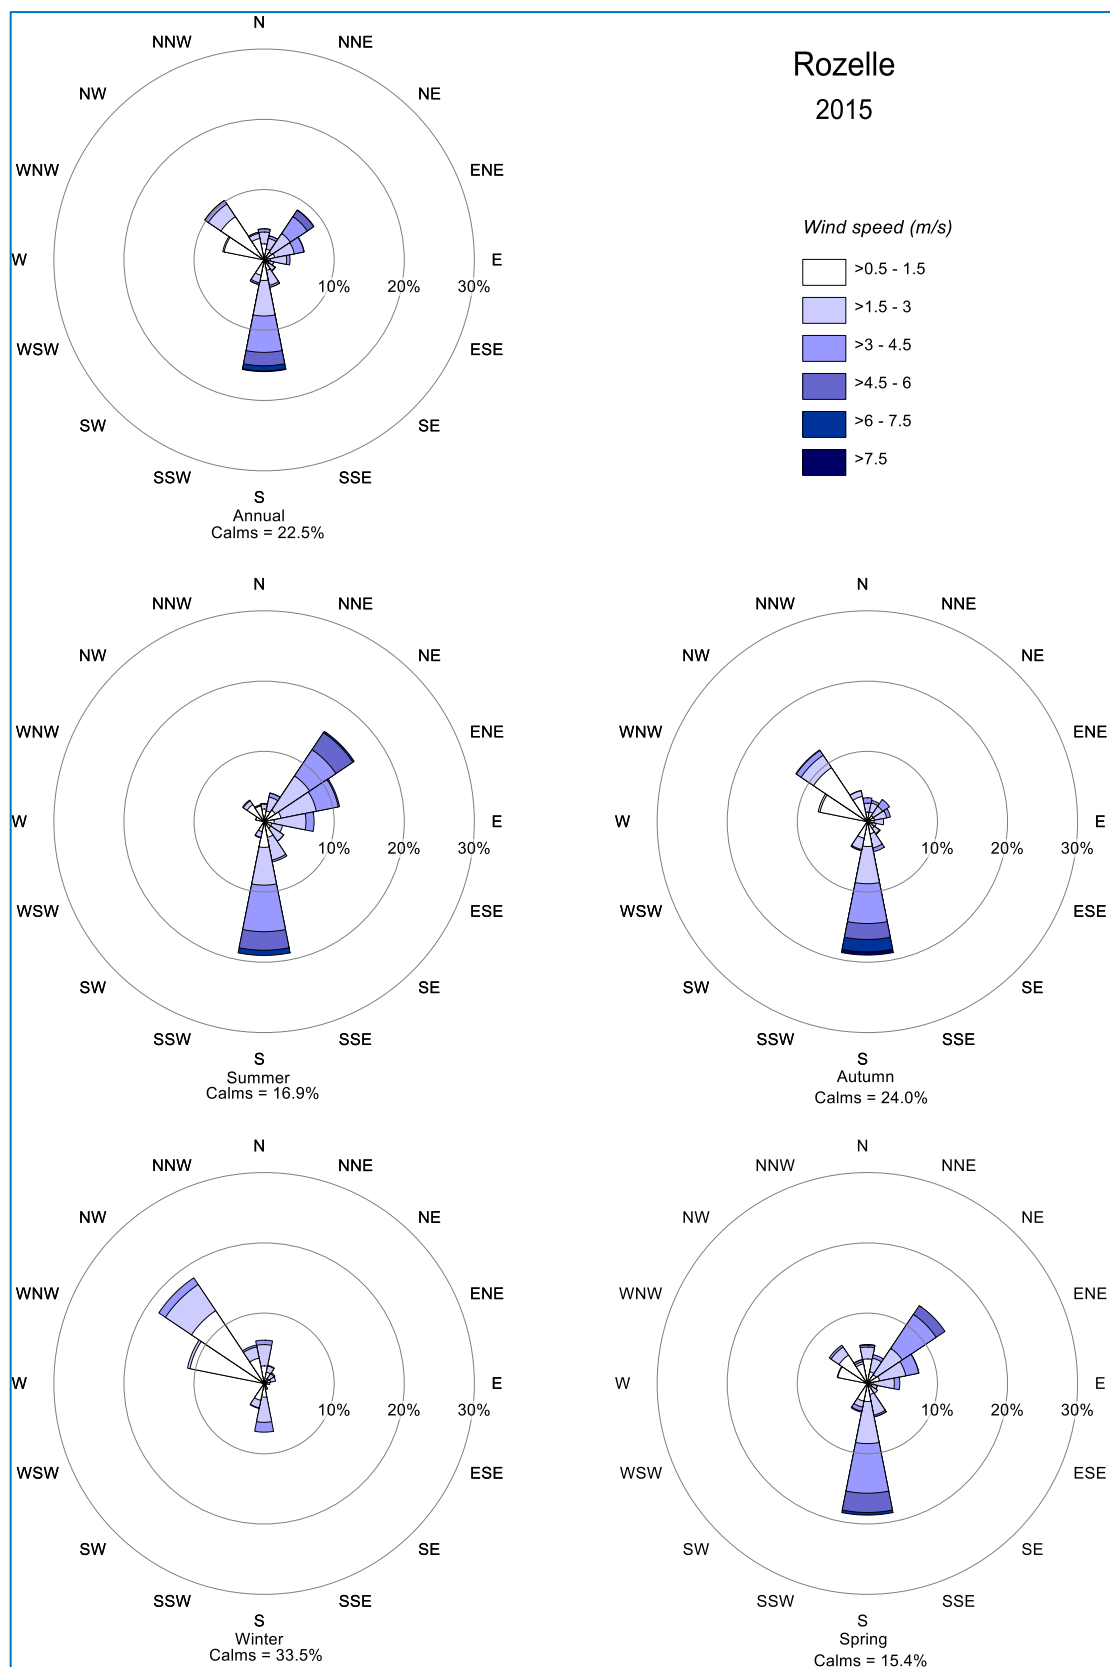 Rozelle
2015
Wind speed (m/s)
>0.5 - 1.5
>1.5 - 3
>3 - 4.5
>4.5 - 6
>6 - 7.5
>7.5
N
NNW NNE
NW NE
WNW ENE
W E
10% 20% 30%
WSW ESE
SW SE
SSW SSE
S
Annual
Calms = 22.5%
N
NNW NNE
NW NE
WNW ENE
W E
10% 20% 30%
WSW ESE
SW SE
SSW SSE
S
Summer
Calms = 16.9%
N
NNW NNE
NW NE
WNW ENE
W E
10% 20% 30%
WSW ESE
SW SE
SSW SSE
S
Autumn
Calms = 24.0%
N
NNW NNE
NW NE
WNW ENE
W E
10% 20% 30%
WSW ESE
SW SE
SSW SSE
S
Winter
Calms = 33.5%
N
NNW NNE
NW NE
WNW ENE
W E
10% 20% 30%
WSW ESE
SW SE
SSW SSE
S
Spring
Calms = 15.4%